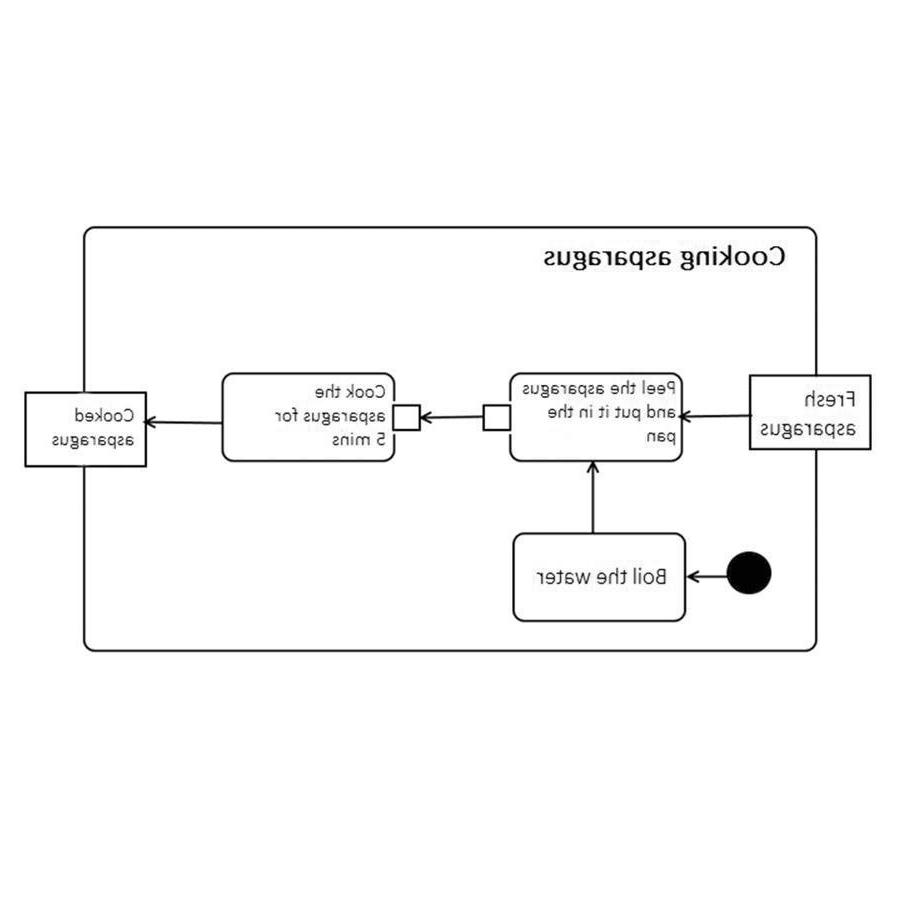 Cooking asparagus
Fresh
asparagus
Peel the asparagus
and put it in the
pan
Cook the
asparagus for
5 mins
Cooked
asparagus
Boil the water